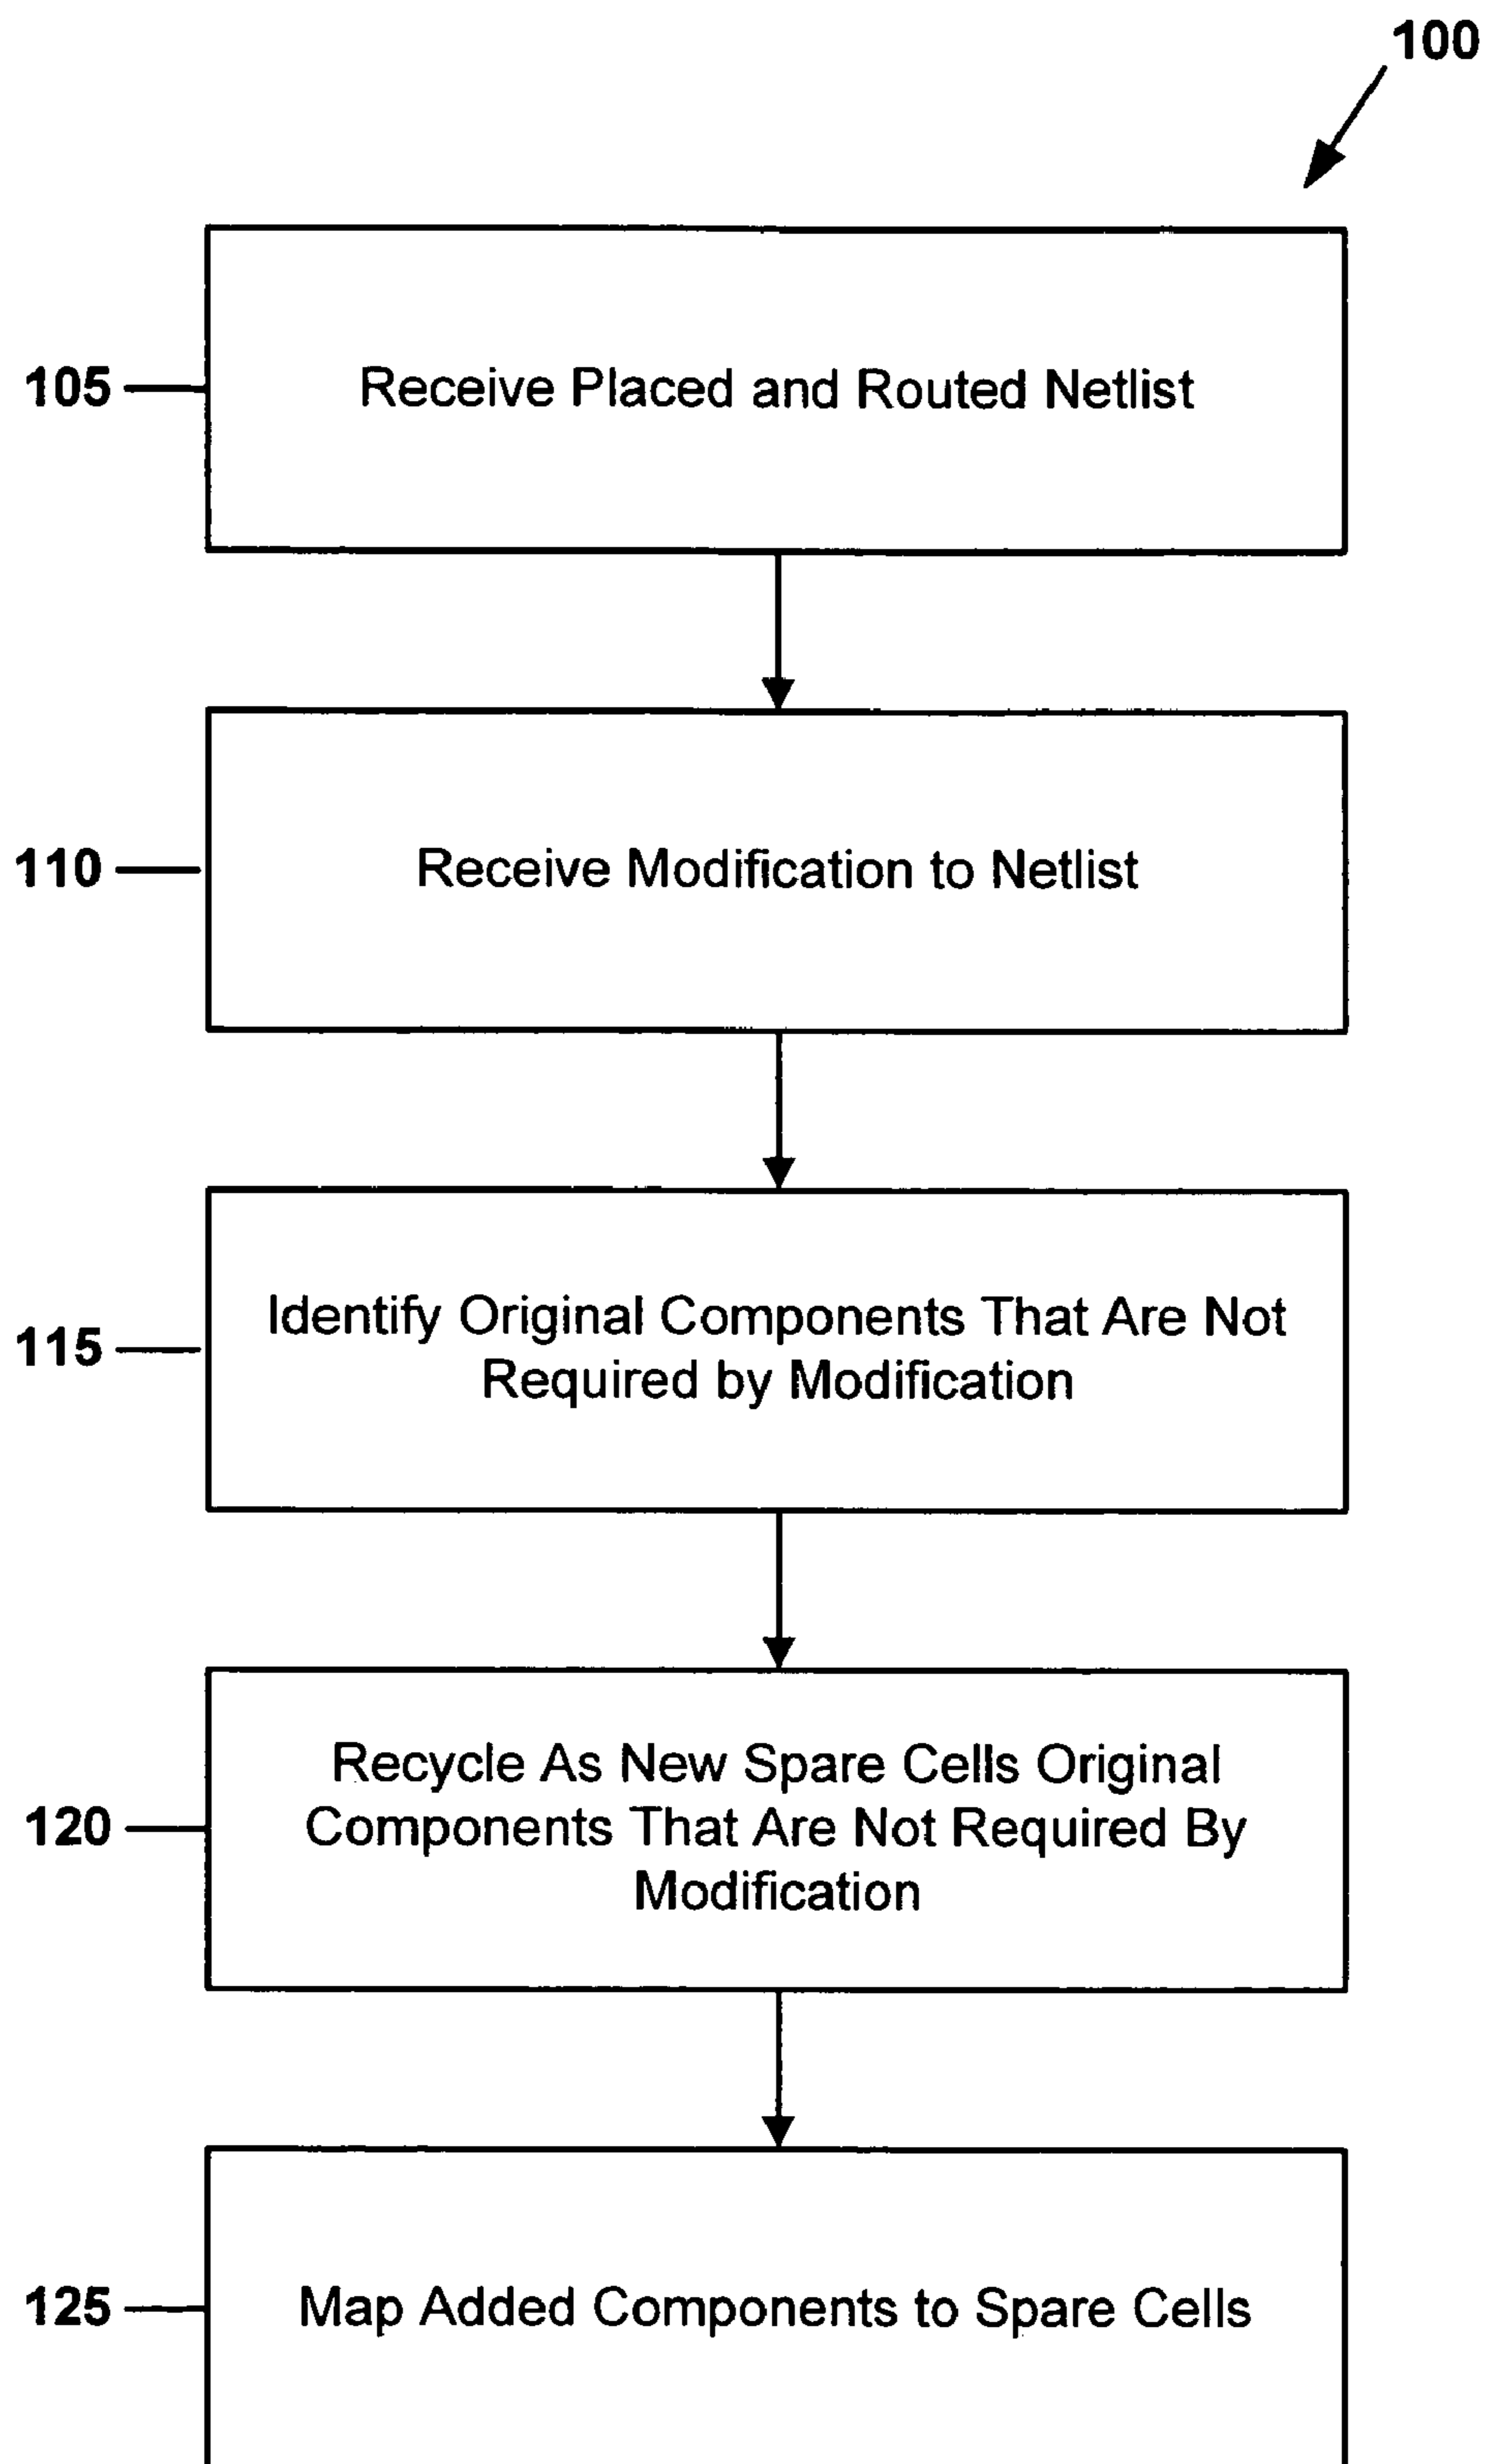 100
105
Receive Placed and Routed Netlist
110
Receive Modification to Netlist
115
Identify Original Components That Are Not
Required by Modification
120
Recycle As New Spare Cells Original
Components That Are Not Required By
Modification
125
Map Added Components to Spare Cells